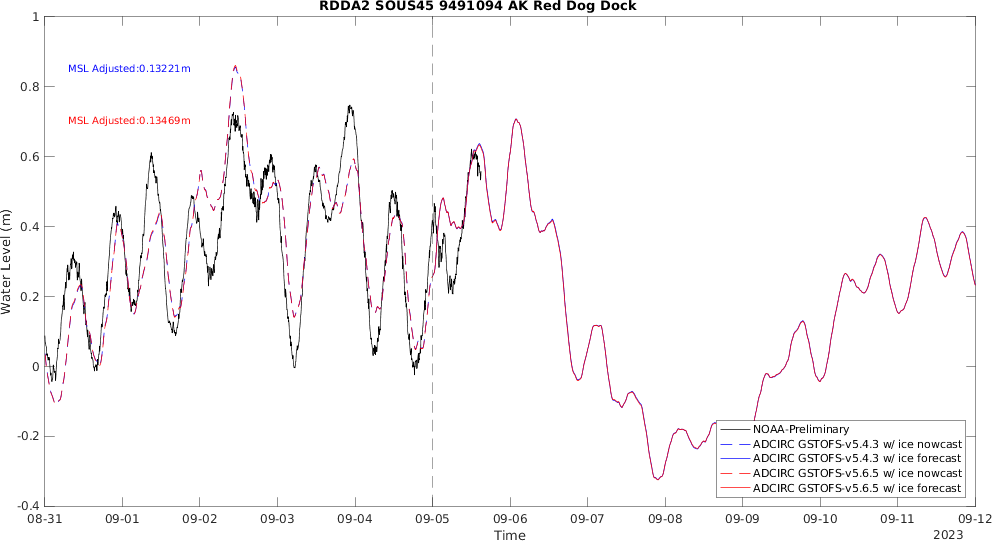 RDDA2 SOUS45 9491094 AK Red Dog Dock
MSL Adjusted:0.13221m
MSL Adjusted:0.13469m
Water Level (m)
1
0.8
0.6
0.4
0.2
0
-0.2
-0.4
NOAA-Preliminary
ADCIRC GSTOFS-v5.4.3 w/ ice nowcast
ADCIRC GSTOFS-v5.4.3 w/ ice forecast
ADCIRC GSTOFS-v5.6.5 w/ ice nowcast
ADCIRC GSTOFS-v5.6.5 w/ ice forecast
08-31 09-01 09-02 09-03 09-04 09-05 09-06 09-07 09-08 09-09 09-10 09-11 09-12
Time
2023